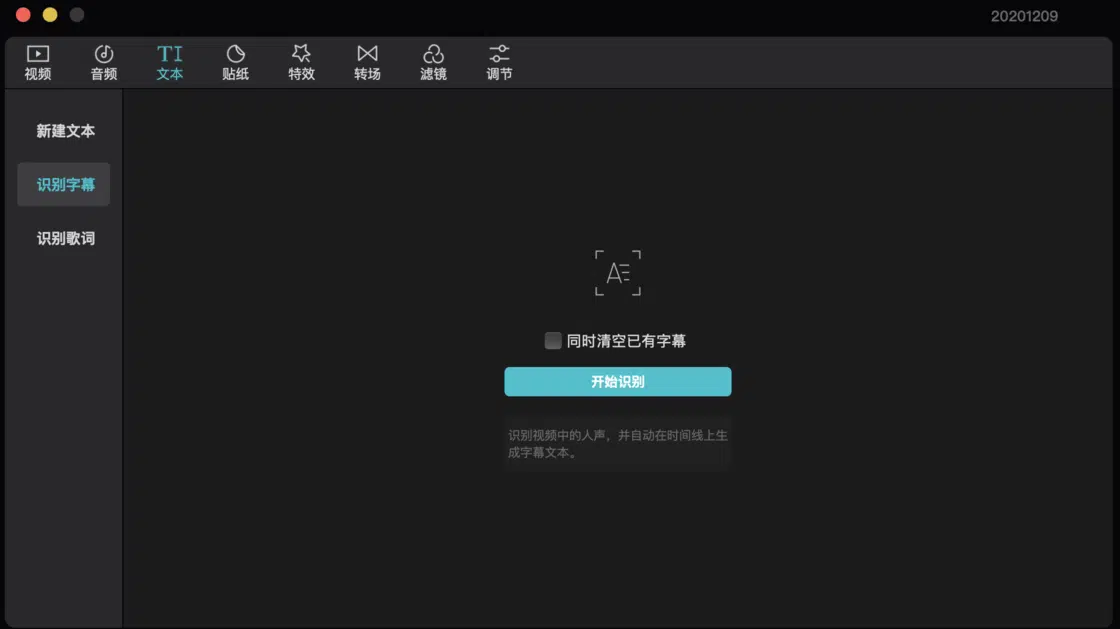 20201209
视频 音频 TI 文本 贴纸 特效 转场 滤镜 调节
新建文本
识别字幕
识别歌词
AE
同时清空已有字幕
开始识别
识别视频中的人声，并自动在时间线上生
成字幕文本。